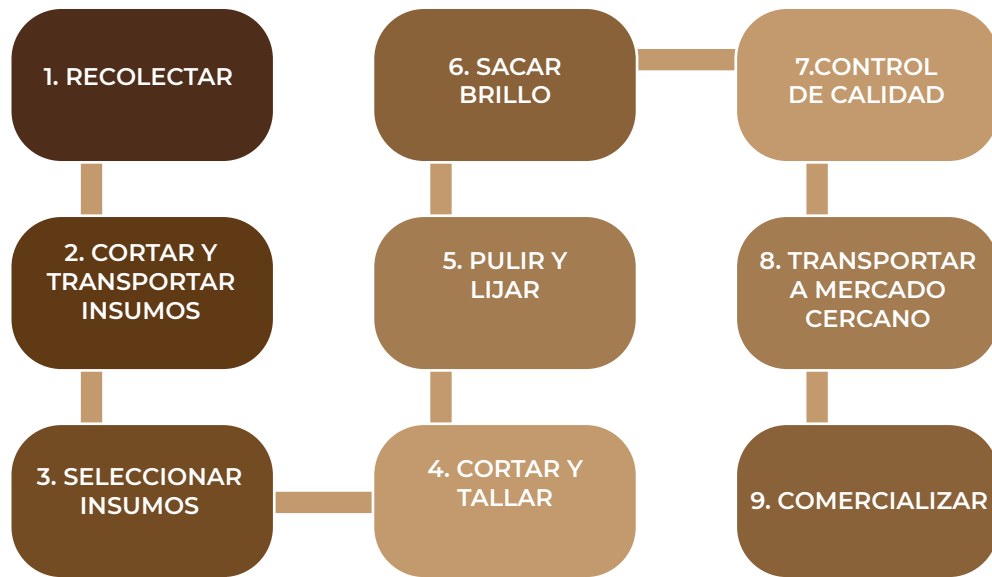 1. RECOLECTAR
2. CORTAR Y
TRANSPORTAR
INSUMOS
3. SELECCIONAR
INSUMOS
4. CORTAR Y
TALLAR
5. PULIR Y
LIJAR
6. SACAR
BRILLO
7.CONTROL
DE CALIDAD
8. TRANSPORTAR
A MERCADO
CERCANO
9. COMERCIALIZAR